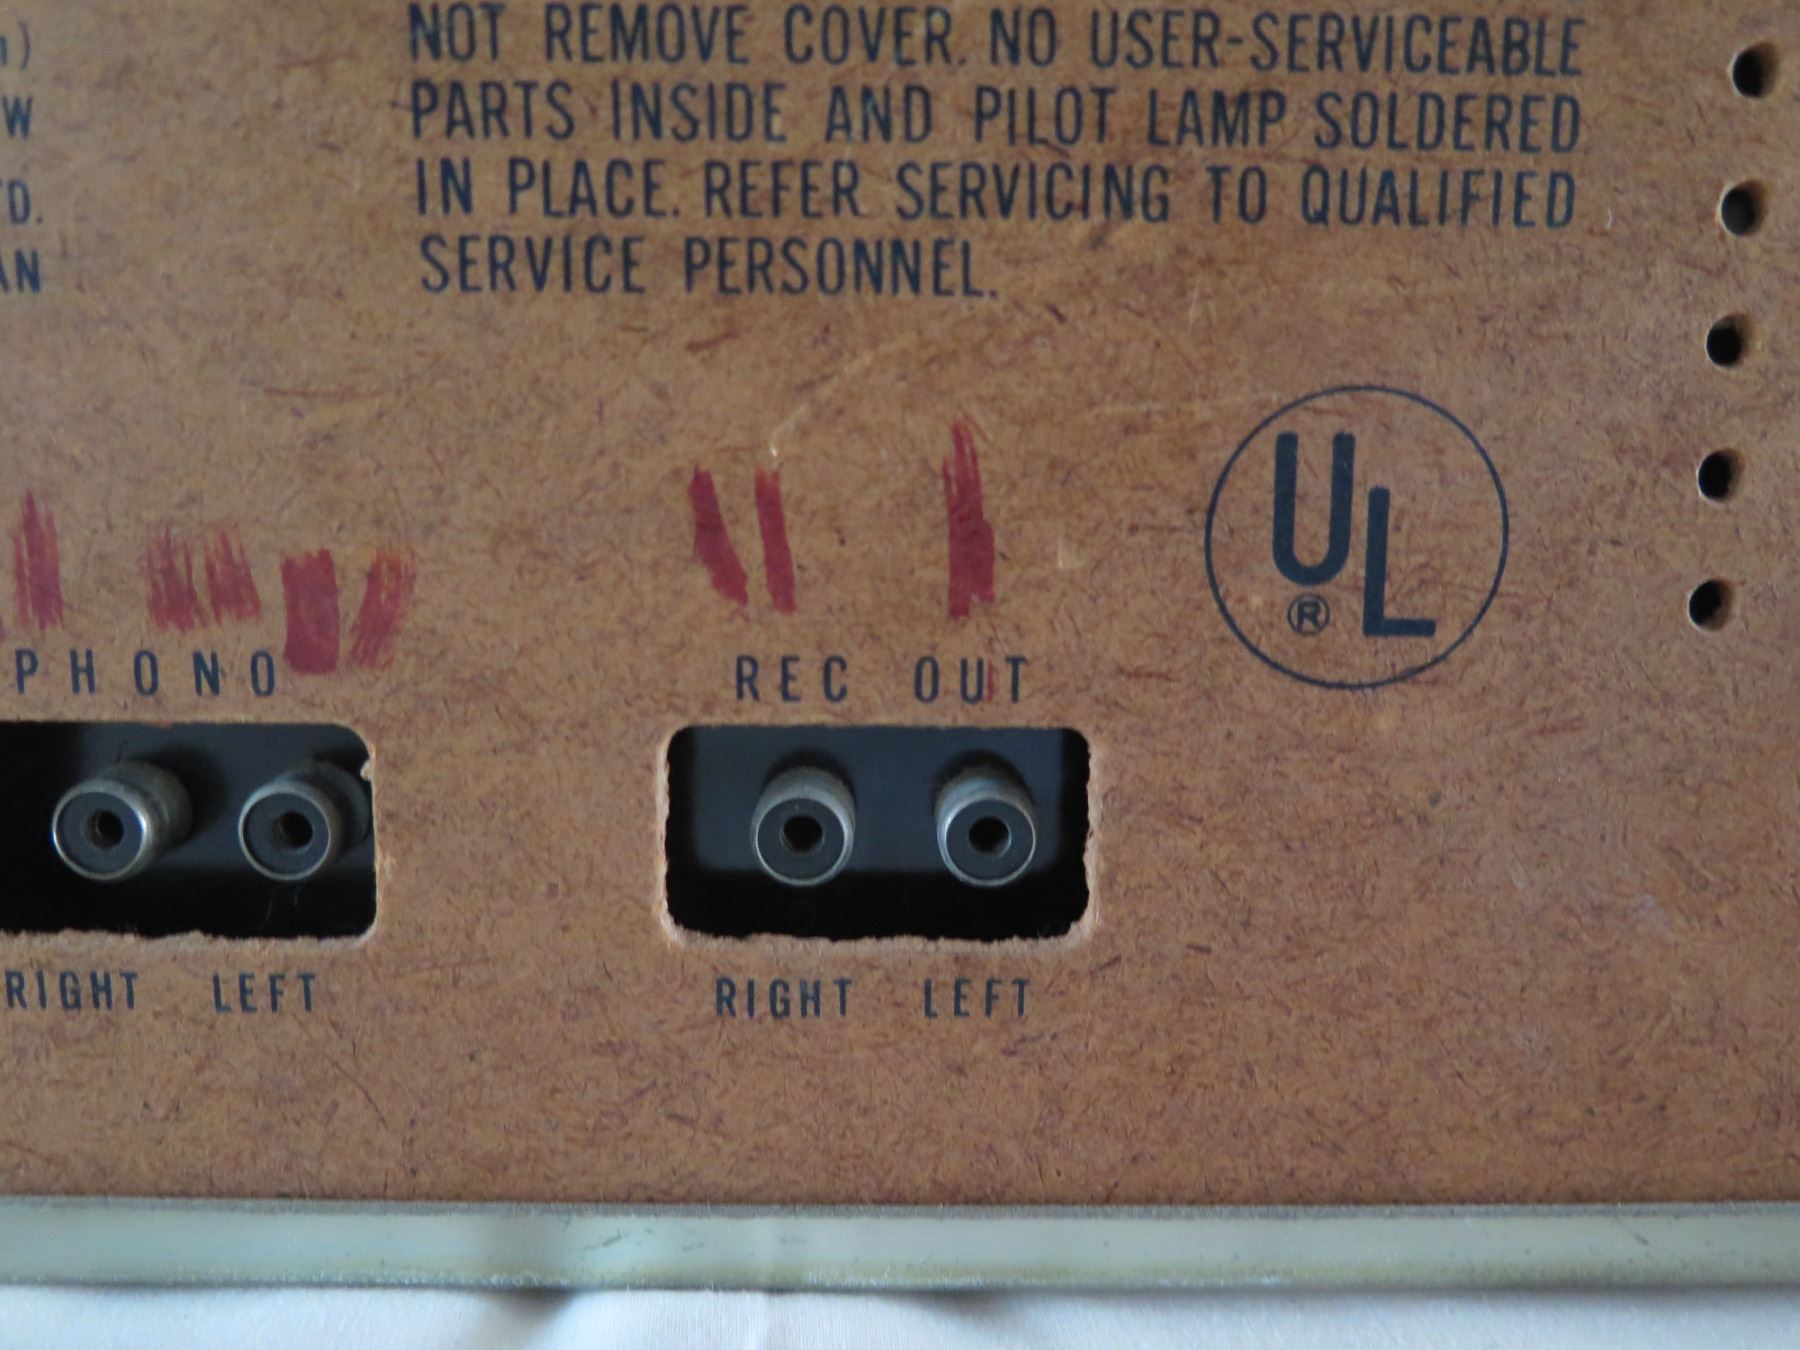 NOT REMOVE COVER. NO USER-SERVICEABLE
PARTS INSIDE AND PILOT LAMP SOLDERED
IN PLACE. REFER SERVICING TO QUALIFIED
SERVICE PERSONNEL.
W
PHONO
REC OUT
UL
®
RIGHT LEFT
RIGHT LEFT